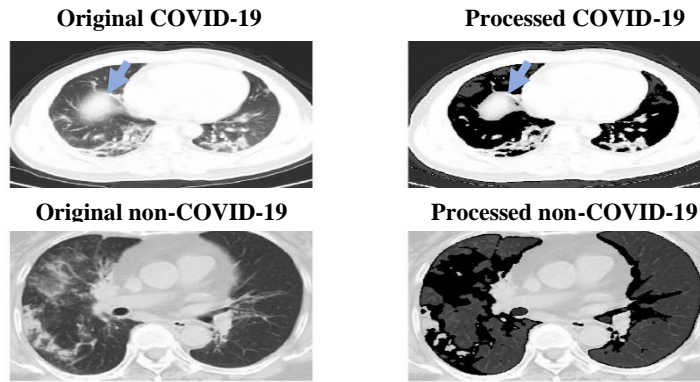 Original COVID-19
Processed COVID-19
Original non-COVID-19
Processed non-COVID-19